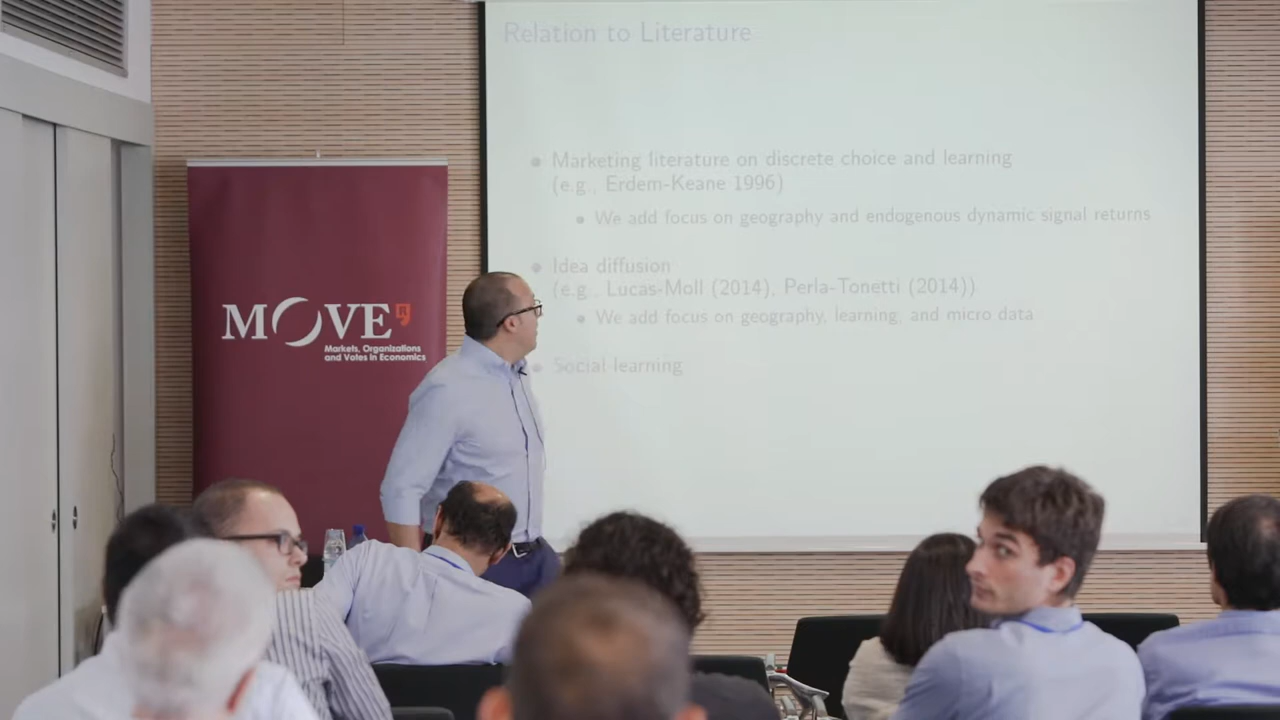 Relation to Literature
Marketing literature on discrete choice and learning
(e.g., Erdem-Keane 1996)
We add focus on geography and endogenous dynamic signal returns
Idea diffusion
(e.g., Lucas-Moll (2014), Perla-Tonetti (2014))
We add focus on geography, learning, and micro data
Social learning
MOVE R
Markets, Organizations
and Votes in Economics